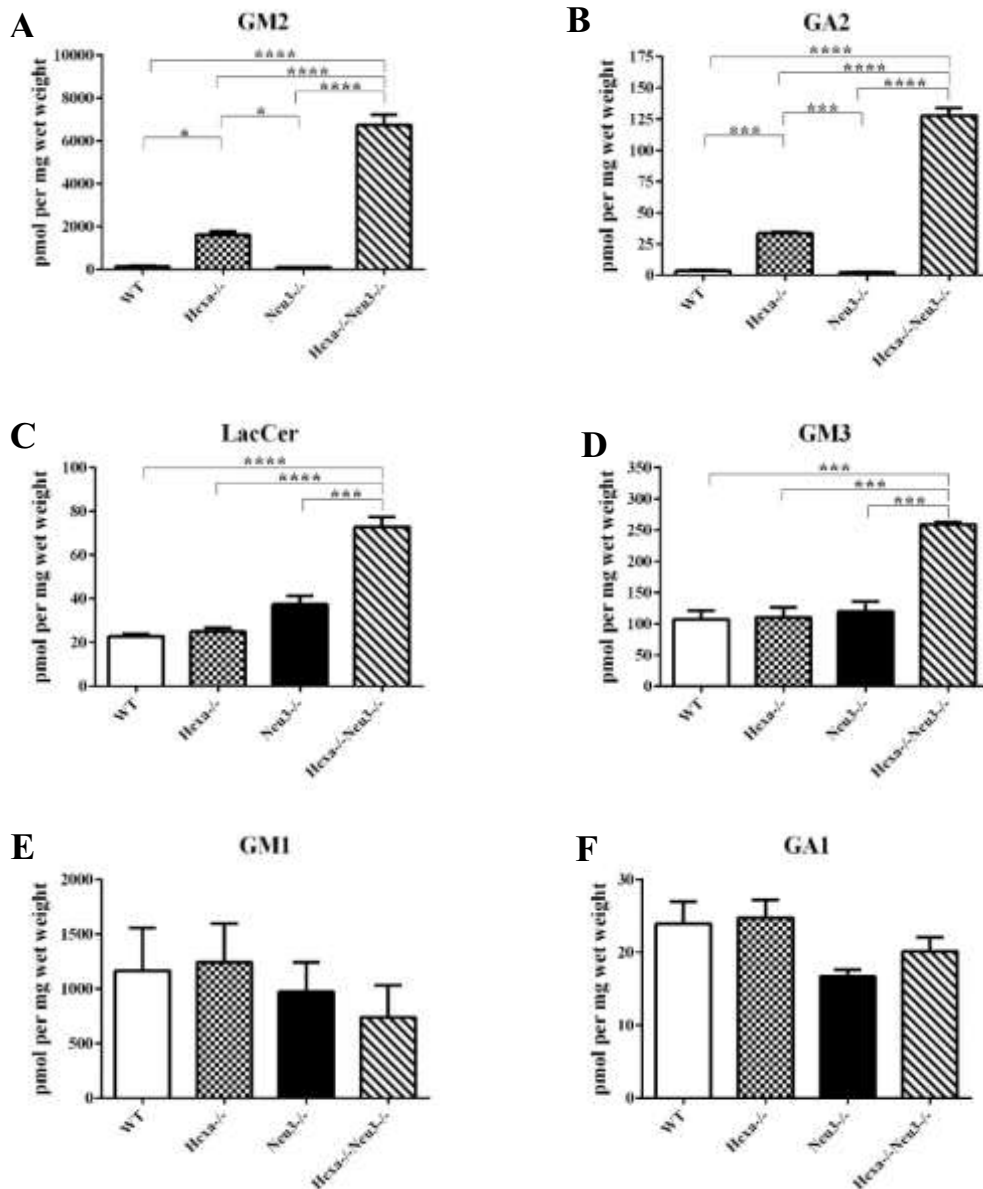 A
GM2
pmol per mg wet weight
10000
8000
6000
4000
2000
0
****
****
****
*
*
WT
Hexa-/-
Neu3-/-
Hexa-/-Neu3-/-
B
GA2
pmol per mg wet weight
175
150
125
100
75
50
25
0
****
****
****
***
***
WT
Hexa-/-
Neu3-/-
Hexa-/-Neu3-/-
C
LacCer
pmol per mg wet weight
100
80
60
40
20
0
****
****
***
WT
Hexa-/-
Neu3-/-
Hexa-/-Neu3-/-
D
GM3
pmol per mg wet weight
350
300
250
200
150
100
50
0
***
***
***
WT
Hexa-/-
Neu3-/-
Hexa-/-Neu3-/-
E
GM1
pmol per mg wet weight
2000
1500
1000
500
0
WT
Hexa-/-
Neu3-/-
Hexa-/-Neu3-/-
F
GA1
pmol per mg wet weight
30
20
10
0
WT
Hexa-/-
Neu3-/-
Hexa-/-Neu3-/-